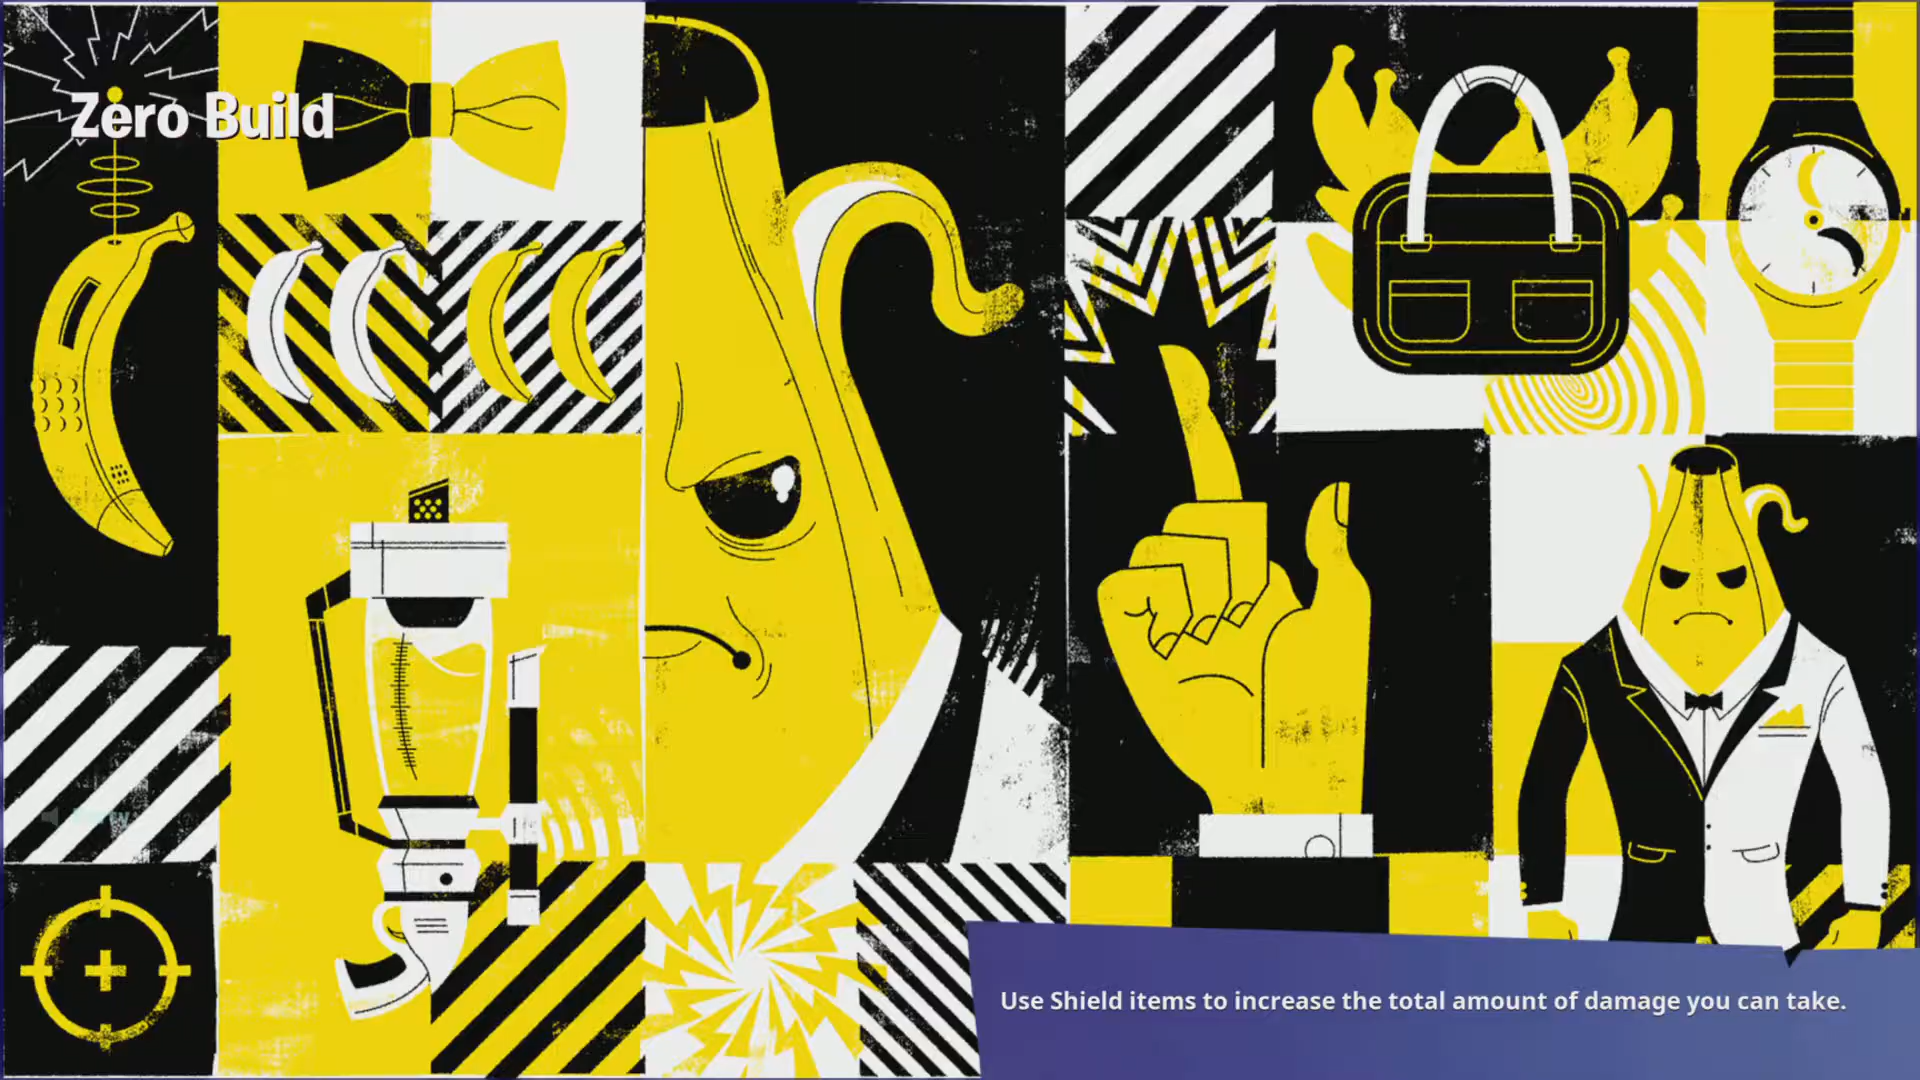 Zero Build
Use Shield items to increase the total amount of damage you can take.